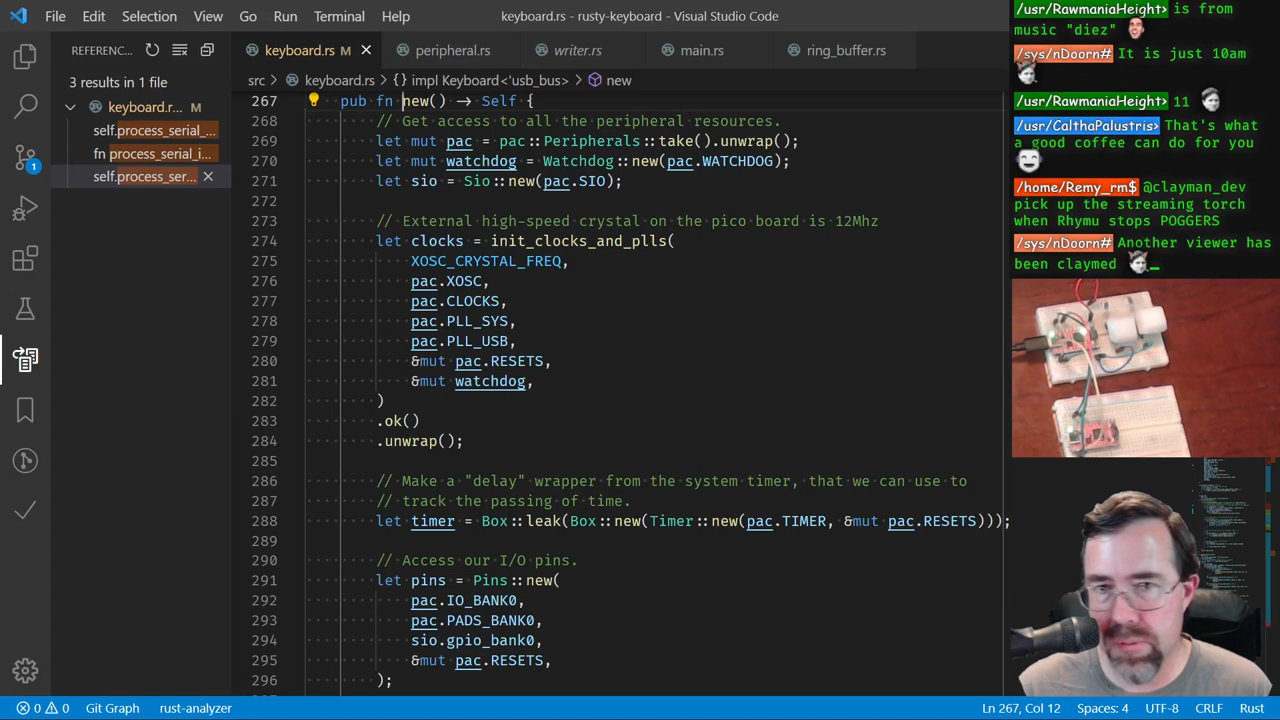 File Edit Selection View Go Run Terminal Help
keyboard.rs - rusty-keyboard - Visual Studio Code
REFERENC...
3 results in 1 file
keyboard.r... M
self.process_serial_...
fn process_serial_i...
self.process_ser...
1
keyboard.rs M
peripheral.rs
writer.rs
main.rs
ring_buffer.rs
src > keyboard.rs > {} impl Keyboard<'usb_bus> > new
267 pub fn new() -> Self {
268 // Get access to all the peripheral resources.
269 let mut pac = pac::Peripherals::take().unwrap();
270 let mut watchdog = Watchdog::new(pac.WATCHDOG);
271 let sio = Sio::new(pac.SIO);
272
273 // External high-speed crystal on the pico board is 12Mhz
274 let clocks = init_clocks_and_plls(
275 XOSC_CRYSTAL_FREQ,
276 pac.XOSC,
277 pac.CLOCKS,
278 pac.PLL_SYS,
279 pac.PLL_USB,
280 &mut pac.RESETS,
281 &mut watchdog,
282 )
283 .ok()
284 .unwrap();
285
286 // Make a "delay" wrapper from the system timer, that we can use to
287 // track the passing of time.
288 let timer = Box::leak(Box::new(Timer::new(pac.TIMER, &mut pac.RESETS)));
289
290 // Access our I/O pins.
291 let pins = Pins::new(
292 pac.IO_BANK0,
293 pac.PADS_BANK0,
294 sio.gpio_bank0,
295 &mut pac.RESETS,
296 );
/usr/RawmaniaHeight> is from
music "diez"
/sys/nDoorn# It is just 10am
/usr/RawmaniaHeight> 11
/usr/CalthaPalustris> That's what
a good coffee can do for you
/home/Remy_rm$ @clayman_dev
pick up the streaming torch
when Rhymu stops POGGERS
/sys/nDoorn# Another viewer has
been claymed _
0 0 Git Graph rust-analyzer
Ln 267, Col 12 Spaces: 4 UTF-8 CRLF Rust